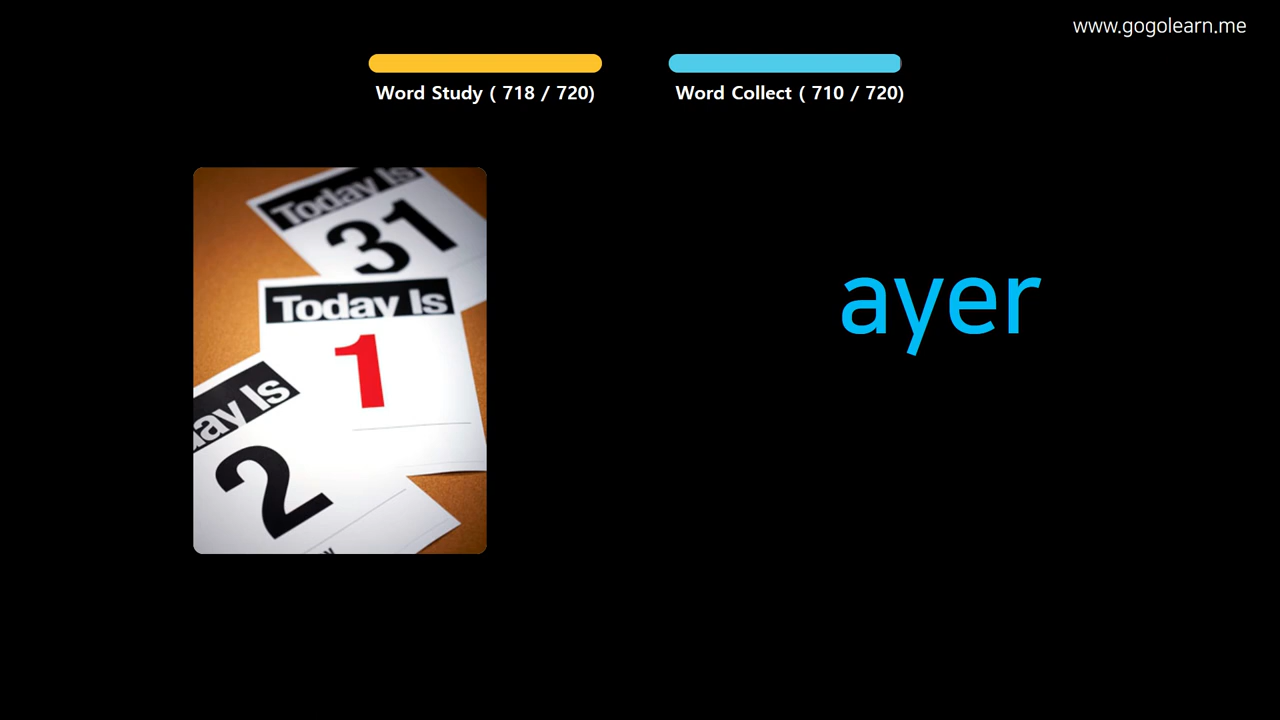 www.gogolearn.me
Word Study ( 718 / 720)
Word Collect ( 710 / 720)
Today Is
31
Today Is
1
ay Is
2
ayer